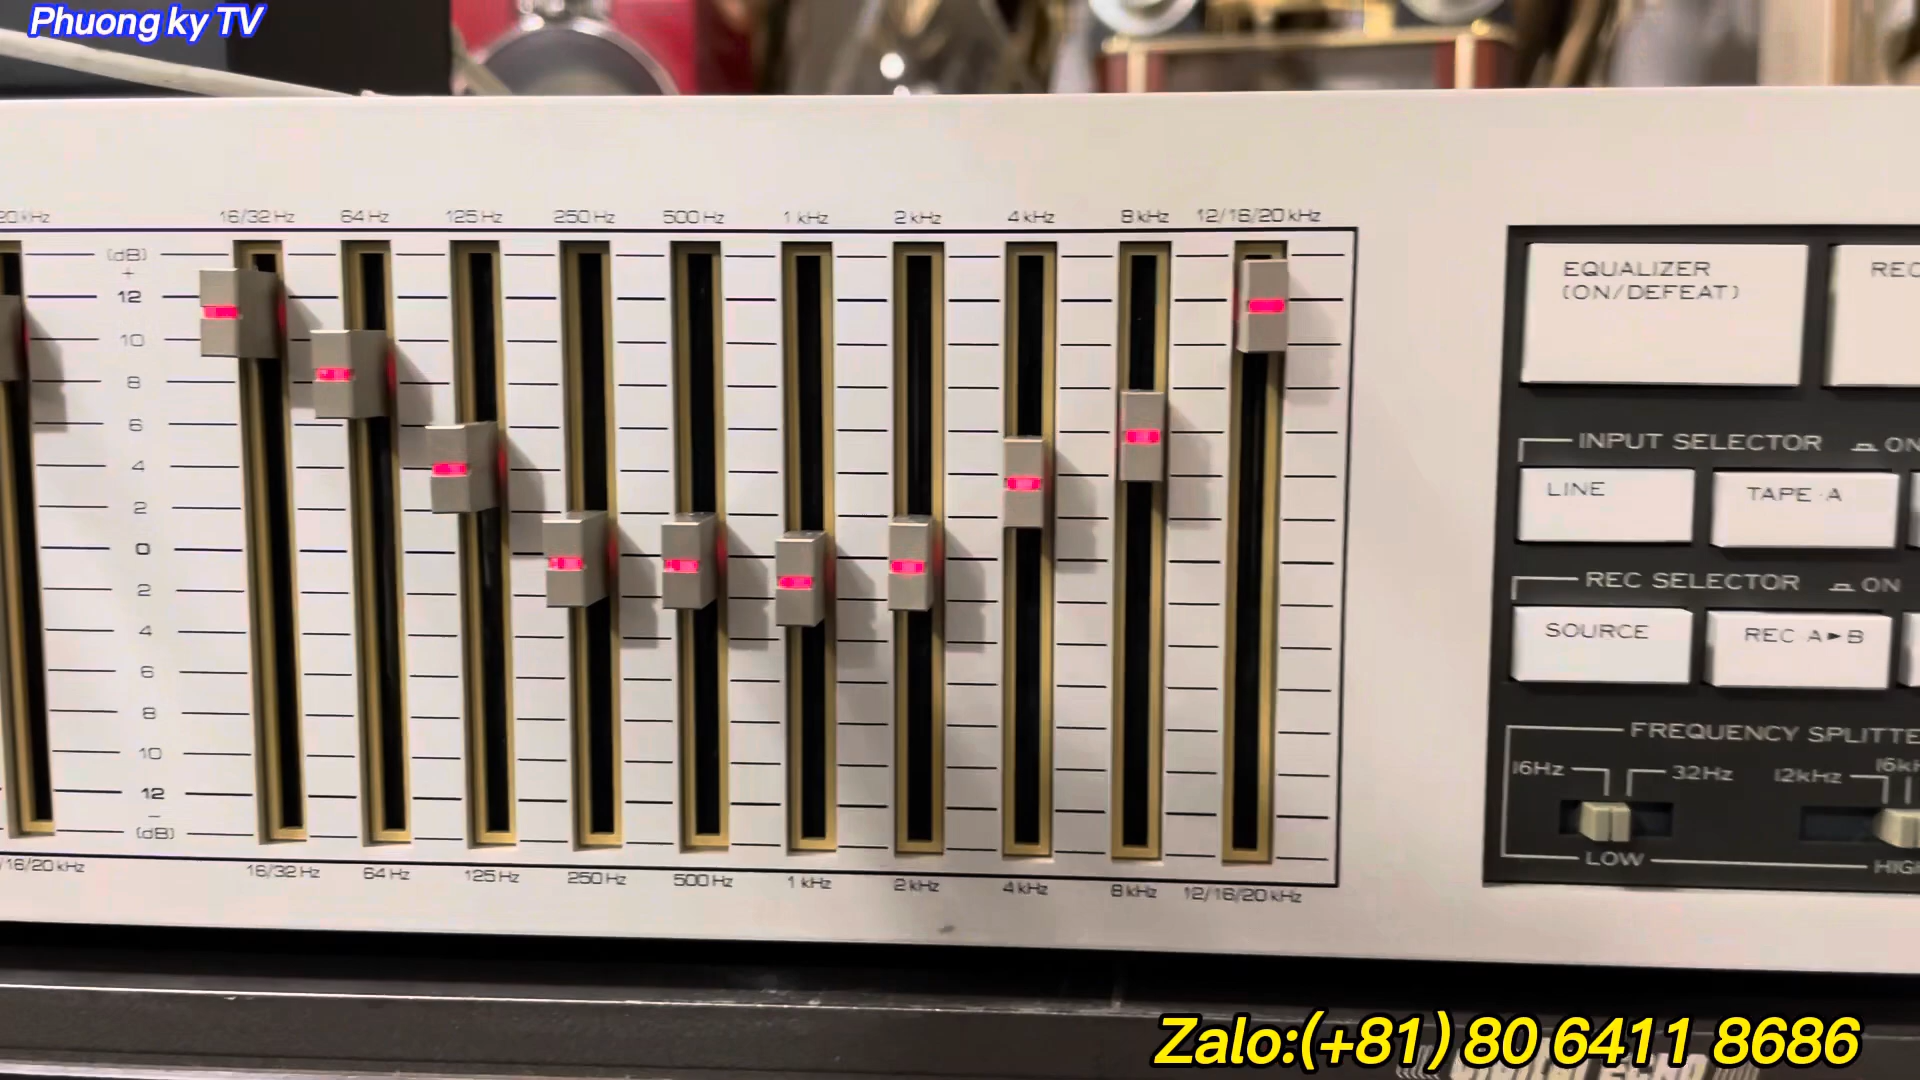 Phuong ky TV
20 kHz 16/32 Hz 64 Hz 125 Hz 250 Hz 500 Hz 1 kHz 2 kHz 4 kHz 8 kHz 12/16/20 kHz
(dB)
+
12
10
8
6
4
2
0
2
4
6
8
10
12
−
(dB)
/16/20 kHz 16/32 Hz 64 Hz 125 Hz 250 Hz 500 Hz 1 kHz 2 kHz 4 kHz 8 kHz 12/16/20 kHz
EQUALIZER
(ON/DEFEAT)
REC
INPUT SELECTOR ON
LINE TAPE·A
REC SELECTOR ON
SOURCE REC A►B
FREQUENCY SPLITTE
16Hz 32Hz 12kHz 16kH
LOW HIGH
Zalo:(+81) 80 6411 8686